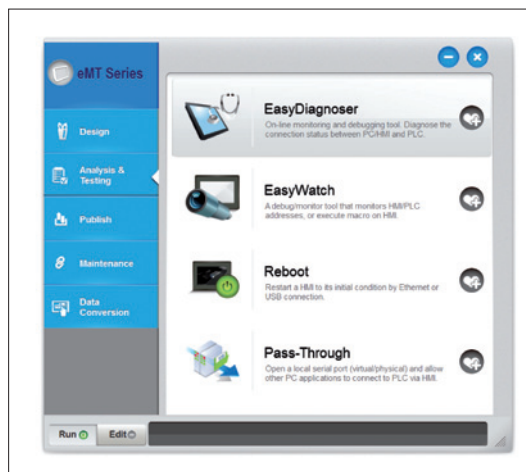 eMT Series
Design
Analysis &
Testing
Publish
Maintenance
Data
Conversion
EasyDiagnoser
On-line monitoring and debugging tool. Diagnose the
connection status between PC/HMI and PLC.
EasyWatch
A debug/monitor tool that monitors HMI/PLC
addresses, or execute macro on HMI.
Reboot
Restart a HMI to its initial condition by Ethernet or
USB connection.
Pass-Through
Open a local serial port (virtual/physical) and allow
other PC applications to connect to PLC via HMI.
Run
Edit